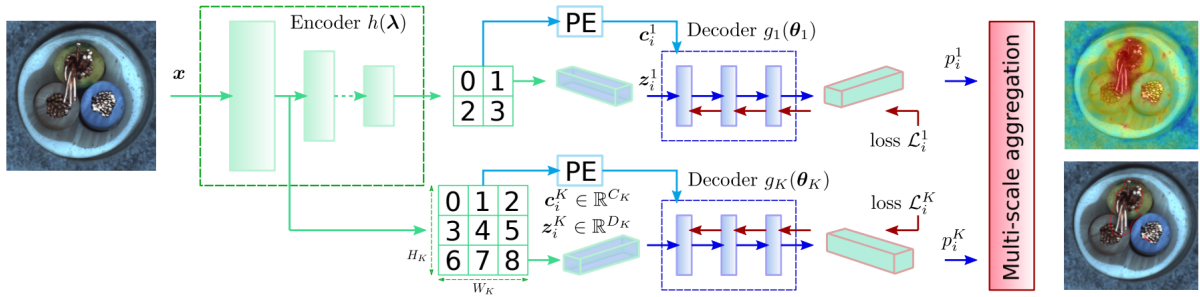 x
Encoder h(λ)
0 1
2 3
PE
c_i^1
z_i^1
Decoder g_1(θ_1)
p_i^1
loss L_i^1
0 1 2
3 4 5
6 7 8
H_K
W_K
PE
c_i^K ∈ ℝ^{C_K}
z_i^K ∈ ℝ^{D_K}
Decoder g_K(θ_K)
loss L_i^K
p_i^K
Multi-scale aggregation